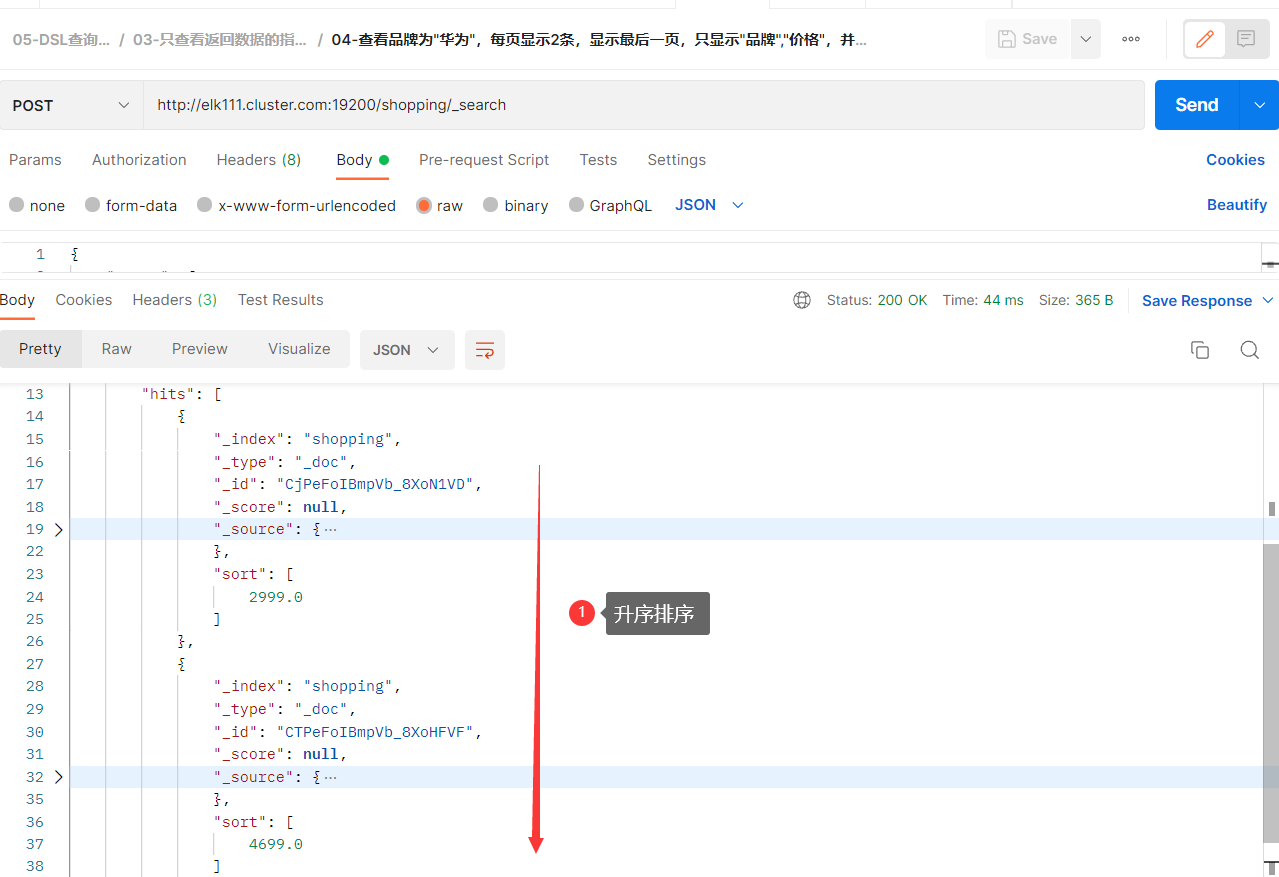 05-DSL查询... / 03-只查看返回数据的指... / 04-查看品牌为"华为"，每页显示2条，显示最后一页，只显示"品牌","价格"，并...
Save
POST http://elk111.cluster.com:19200/shopping/_search Send
Params Authorization Headers (8) Body Pre-request Script Tests Settings Cookies
none form-data x-www-form-urlencoded raw binary GraphQL JSON Beautify
1 {
Body Cookies Headers (3) Test Results Status: 200 OK Time: 44 ms Size: 365 B Save Response
Pretty Raw Preview Visualize JSON
13 "hits": [
14 {
15 "_index": "shopping",
16 "_type": "_doc",
17 "_id": "CjPeFoIBmpVb_8XoN1VD",
18 "_score": null,
19 "_source": { ...
22 },
23 "sort": [
24 2999.0
25 ]
1 升序排序
26 },
27 {
28 "_index": "shopping",
29 "_type": "_doc",
30 "_id": "CTPeFoIBmpVb_8XoHFVF",
31 "_score": null,
32 "_source": { ...
35 },
36 "sort": [
37 4699.0
38 ]